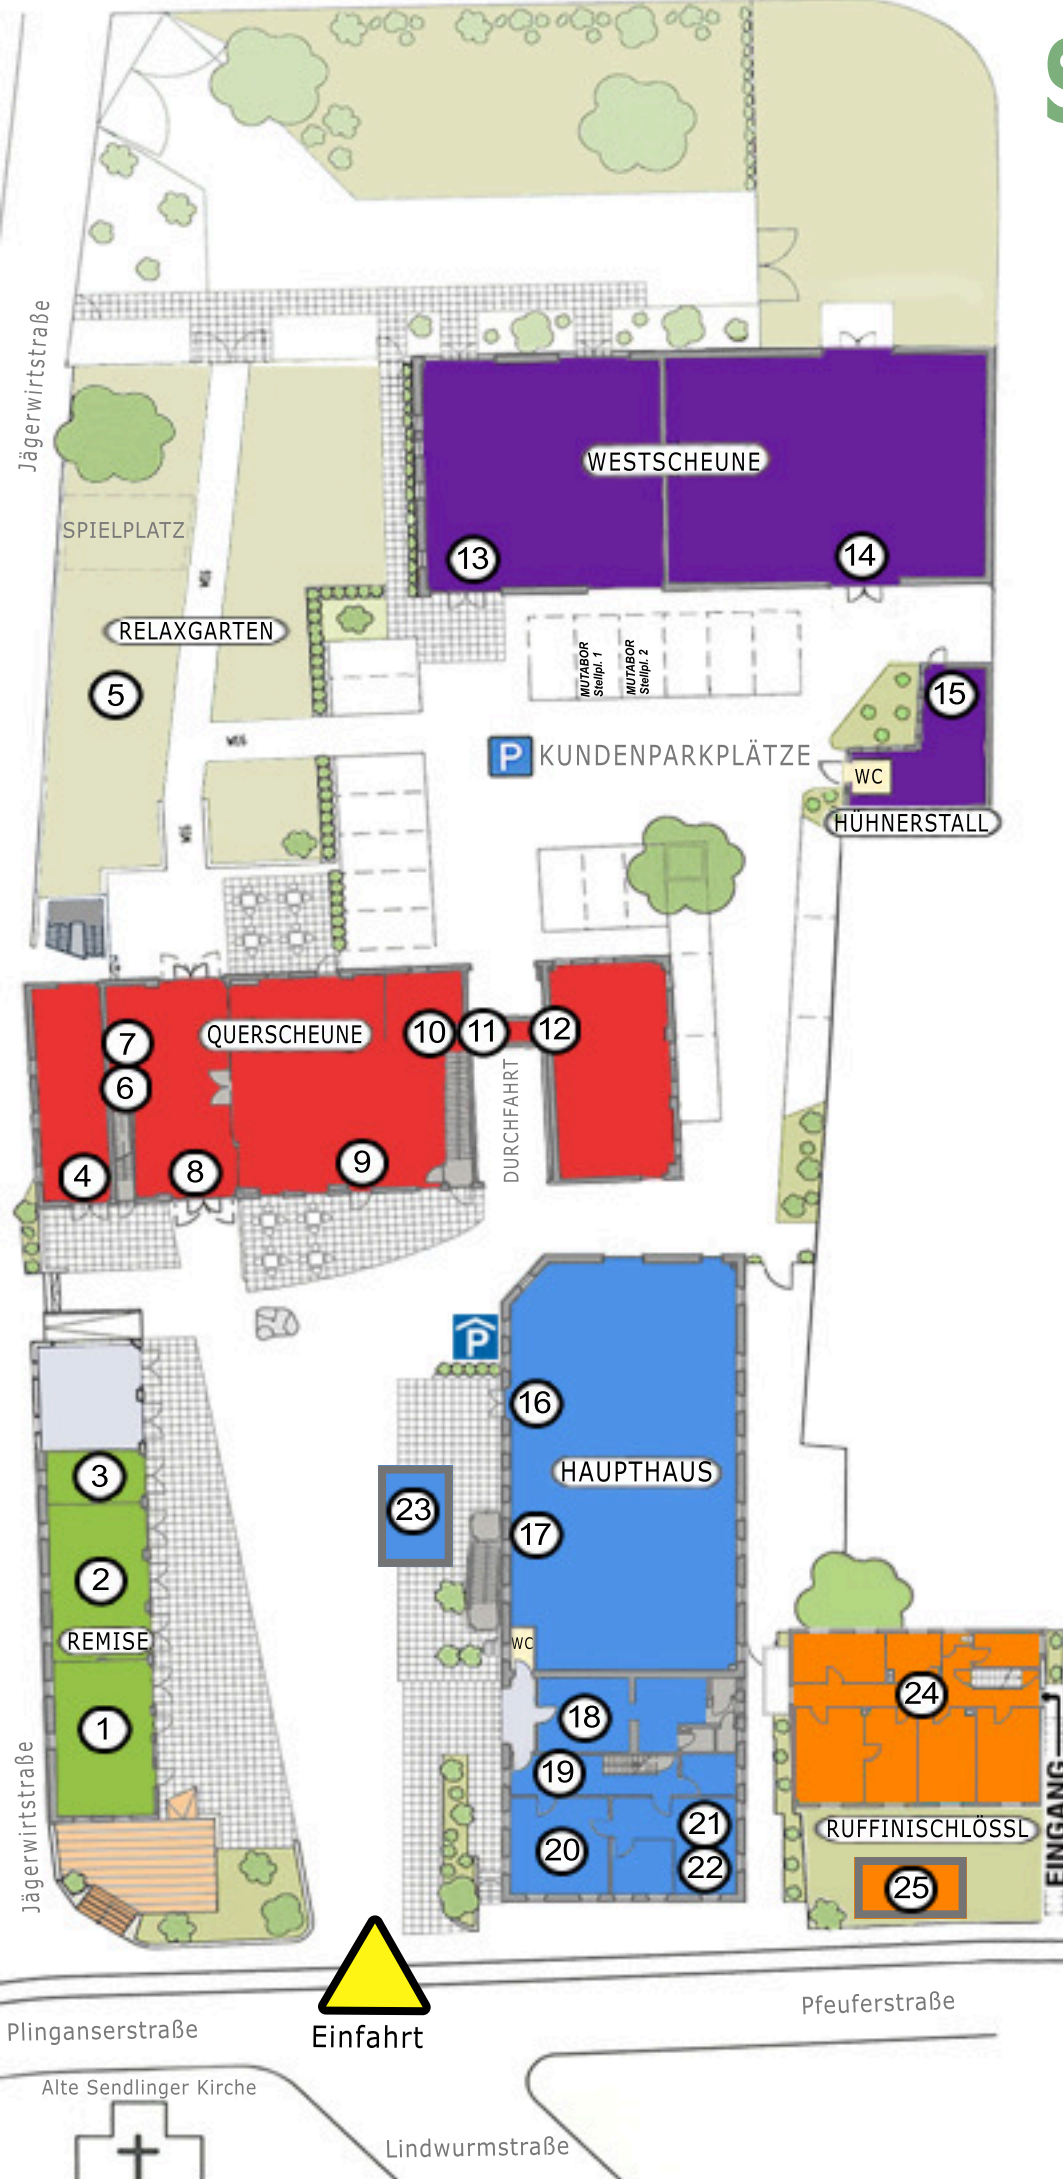 S
Jägerwirtstraße
WESTSCHEUNE
13
14
SPIELPLATZ
RELAXGARTEN
5
MUTABOR
Stellpl. 1
MUTABOR
Stellpl. 2
15
P KUNDENPARKPLÄTZE
WC
HÜHNERSTALL
7
QUERSCHEUNE
10
11
12
6
DURCHFAHRT
4
8
9
P
16
HAUPTHAUS
3
23
17
2
REMISE
WC
1
18
24
19
21
20
22
RUFFINISCHLÖSSL
25
EINGANG
Jägerwirtstraße
Einfahrt
Pfeuferstraße
Plinganserstraße
Alte Sendlinger Kirche
Lindwurmstraße